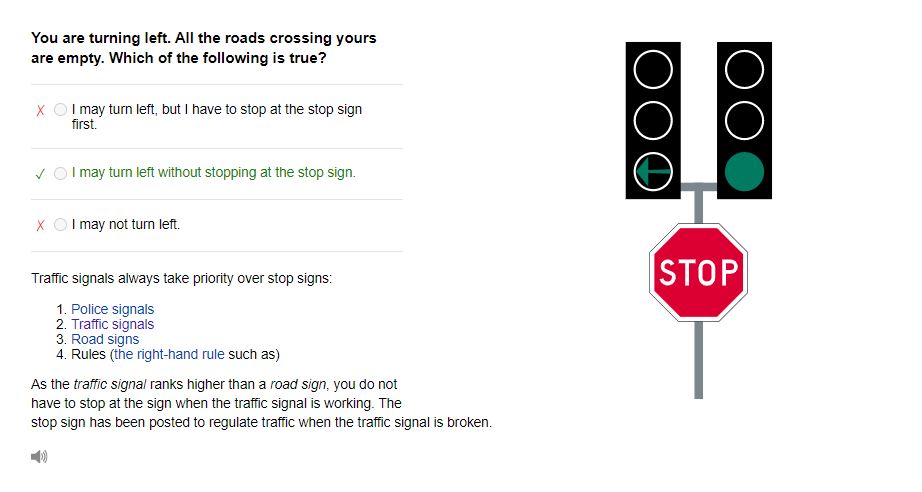 You are turning left. All the roads crossing yours
are empty. Which of the following is true?
I may turn left, but I have to stop at the stop sign
first.
I may turn left without stopping at the stop sign.
I may not turn left.
Traffic signals always take priority over stop signs:
1. Police signals
2. Traffic signals
3. Road signs
4. Rules (the right-hand rule such as)
As the traffic signal ranks higher than a road sign, you do not
have to stop at the sign when the traffic signal is working. The
stop sign has been posted to regulate traffic when the traffic signal is broken.
STOP